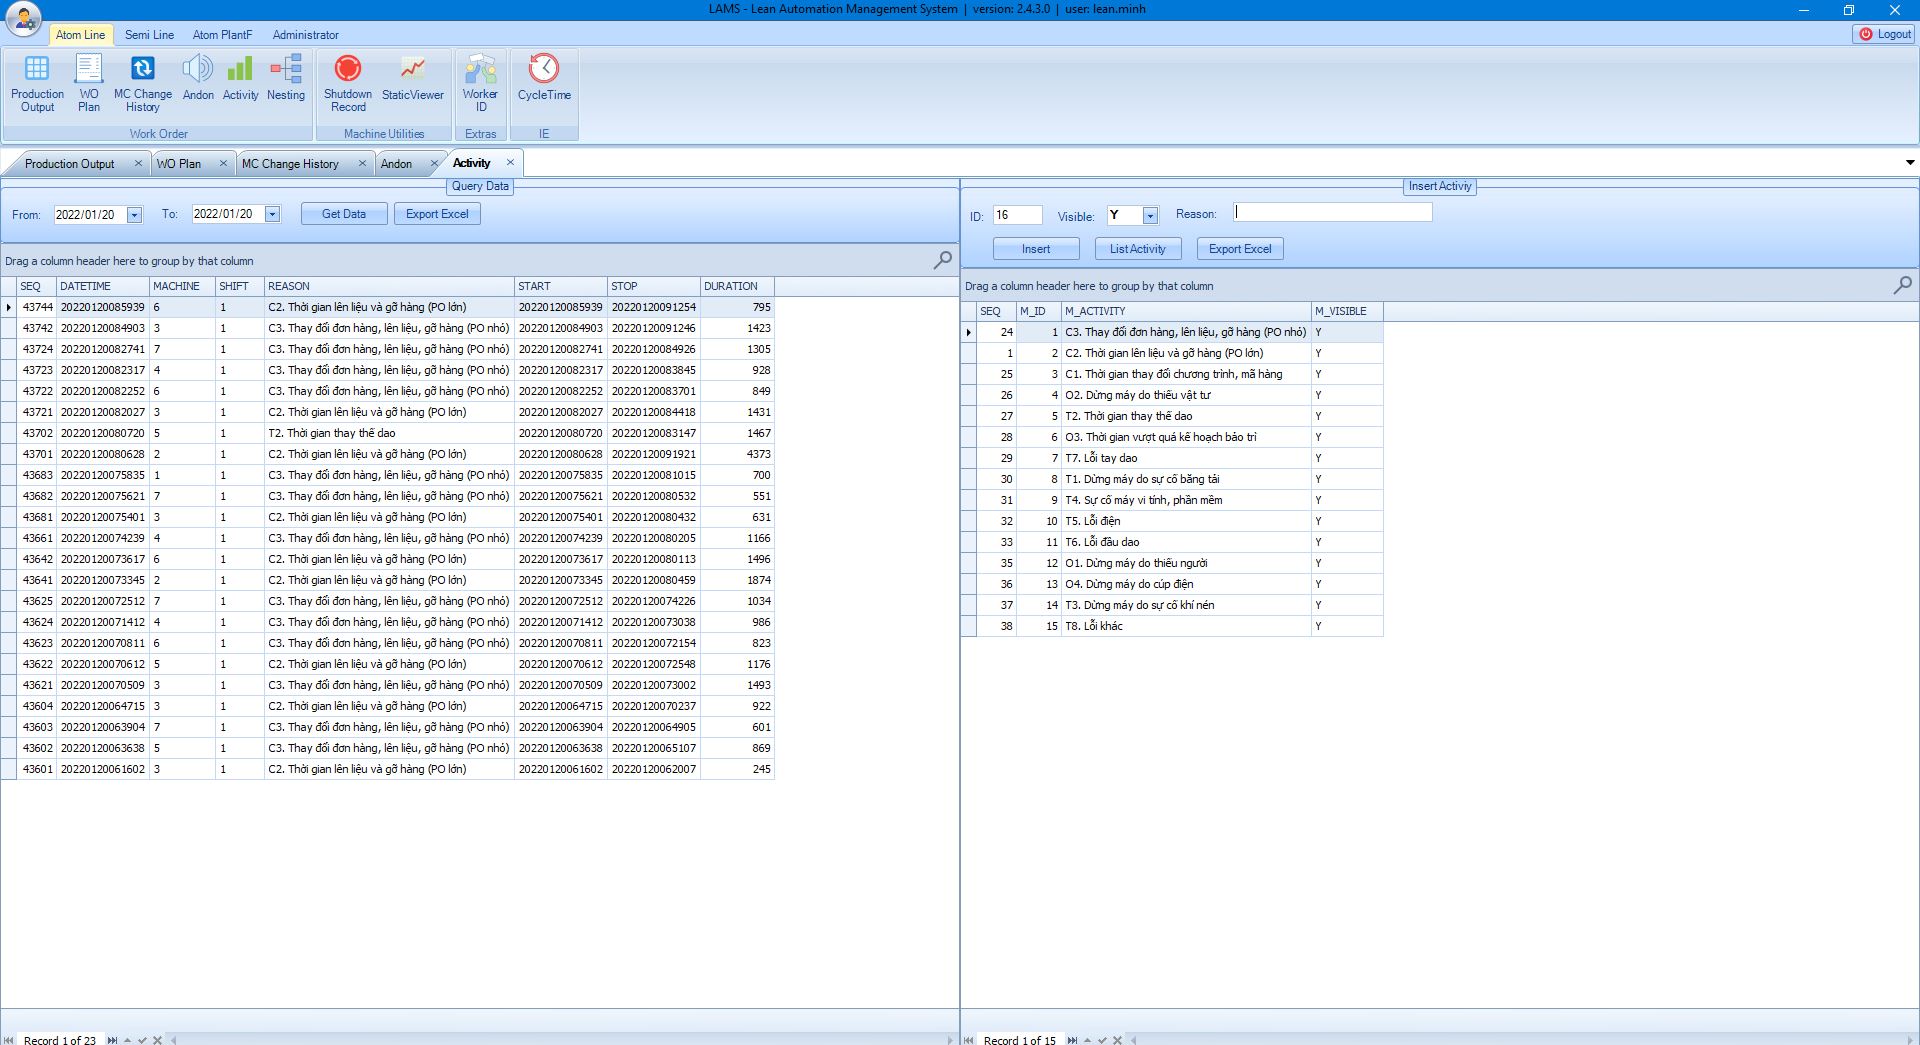 LAMS - Lean Automation Management System | version: 2.4.3.0 | user: lean.minh
Atom Line Semi Line Atom PlantF Administrator Logout
Production Output WO Plan MC Change History Andon Activity Nesting Shutdown Record StaticViewer Worker ID CycleTime
Work Order Machine Utilities Extras IE
Production Output WO Plan MC Change History Andon Activity
Query Data
From: 2022/01/20 To: 2022/01/20 Get Data Export Excel
Drag a column header here to group by that column
SEQ DATETIME MACHINE SHIFT REASON START STOP DURATION
43744 20220120085939 6 1 C2. Thời gian lên liệu và gỡ hàng (PO lớn) 20220120085939 20220120091254 795
43742 20220120084903 3 1 C3. Thay đổi đơn hàng, lên liệu, gỡ hàng (PO nhỏ) 20220120084903 20220120091246 1423
43724 20220120082741 7 1 C3. Thay đổi đơn hàng, lên liệu, gỡ hàng (PO nhỏ) 20220120082741 20220120084926 1305
43723 20220120082317 4 1 C3. Thay đổi đơn hàng, lên liệu, gỡ hàng (PO nhỏ) 20220120082317 20220120083845 928
43722 20220120082252 6 1 C3. Thay đổi đơn hàng, lên liệu, gỡ hàng (PO nhỏ) 20220120082252 20220120083701 849
43721 20220120082027 3 1 C2. Thời gian lên liệu và gỡ hàng (PO lớn) 20220120082027 20220120084418 1431
43702 20220120080720 5 1 T2. Thời gian thay thế dao 20220120080720 20220120083147 1467
43701 20220120080628 2 1 C2. Thời gian lên liệu và gỡ hàng (PO lớn) 20220120080628 20220120091921 4373
43683 20220120075835 1 1 C3. Thay đổi đơn hàng, lên liệu, gỡ hàng (PO nhỏ) 20220120075835 20220120081015 700
43682 20220120075621 7 1 C3. Thay đổi đơn hàng, lên liệu, gỡ hàng (PO nhỏ) 20220120075621 20220120080532 551
43681 20220120075401 3 1 C2. Thời gian lên liệu và gỡ hàng (PO lớn) 20220120075401 20220120080432 631
43661 20220120074239 4 1 C3. Thay đổi đơn hàng, lên liệu, gỡ hàng (PO nhỏ) 20220120074239 20220120080205 1166
43642 20220120073617 6 1 C2. Thời gian lên liệu và gỡ hàng (PO lớn) 20220120073617 20220120080113 1496
43641 20220120073345 2 1 C2. Thời gian lên liệu và gỡ hàng (PO lớn) 20220120073345 20220120080459 1874
43625 20220120072512 7 1 C3. Thay đổi đơn hàng, lên liệu, gỡ hàng (PO nhỏ) 20220120072512 20220120074226 1034
43624 20220120071412 4 1 C3. Thay đổi đơn hàng, lên liệu, gỡ hàng (PO nhỏ) 20220120071412 20220120073038 986
43623 20220120070811 6 1 C3. Thay đổi đơn hàng, lên liệu, gỡ hàng (PO nhỏ) 20220120070811 20220120072154 823
43622 20220120070612 5 1 C2. Thời gian lên liệu và gỡ hàng (PO lớn) 20220120070612 20220120072548 1176
43621 20220120070509 3 1 C3. Thay đổi đơn hàng, lên liệu, gỡ hàng (PO nhỏ) 20220120070509 20220120073002 1493
43604 20220120064715 3 1 C2. Thời gian lên liệu và gỡ hàng (PO lớn) 20220120064715 20220120070237 922
43603 20220120063904 7 1 C3. Thay đổi đơn hàng, lên liệu, gỡ hàng (PO nhỏ) 20220120063904 20220120064905 601
43602 20220120063638 5 1 C3. Thay đổi đơn hàng, lên liệu, gỡ hàng (PO nhỏ) 20220120063638 20220120065107 869
43601 20220120061602 3 1 C2. Thời gian lên liệu và gỡ hàng (PO lớn) 20220120061602 20220120062007 245
Record 1 of 23
Insert Activiy
ID: 16 Visible: Y Reason:
Insert List Activity Export Excel
Drag a column header here to group by that column
SEQ M_ID M_ACTIVITY M_VISIBLE
24 1 C3. Thay đổi đơn hàng, lên liệu, gỡ hàng (PO nhỏ) Y
1 2 C2. Thời gian lên liệu và gỡ hàng (PO lớn) Y
25 3 C1. Thời gian thay đổi chương trình, mã hàng Y
26 4 O2. Dừng máy do thiếu vật tư Y
27 5 T2. Thời gian thay thế dao Y
28 6 O3. Thời gian vượt quá kế hoạch bảo trì Y
29 7 T7. Lỗi tay dao Y
30 8 T1. Dừng máy do sự cố băng tải Y
31 9 T4. Sự cố máy vi tính, phần mềm Y
32 10 T5. Lỗi điện Y
33 11 T6. Lỗi đầu dao Y
35 12 O1. Dừng máy do thiếu người Y
36 13 O4. Dừng máy do cúp điện Y
37 14 T3. Dừng máy do sự cố khí nén Y
38 15 T8. Lỗi khác Y
Record 1 of 15